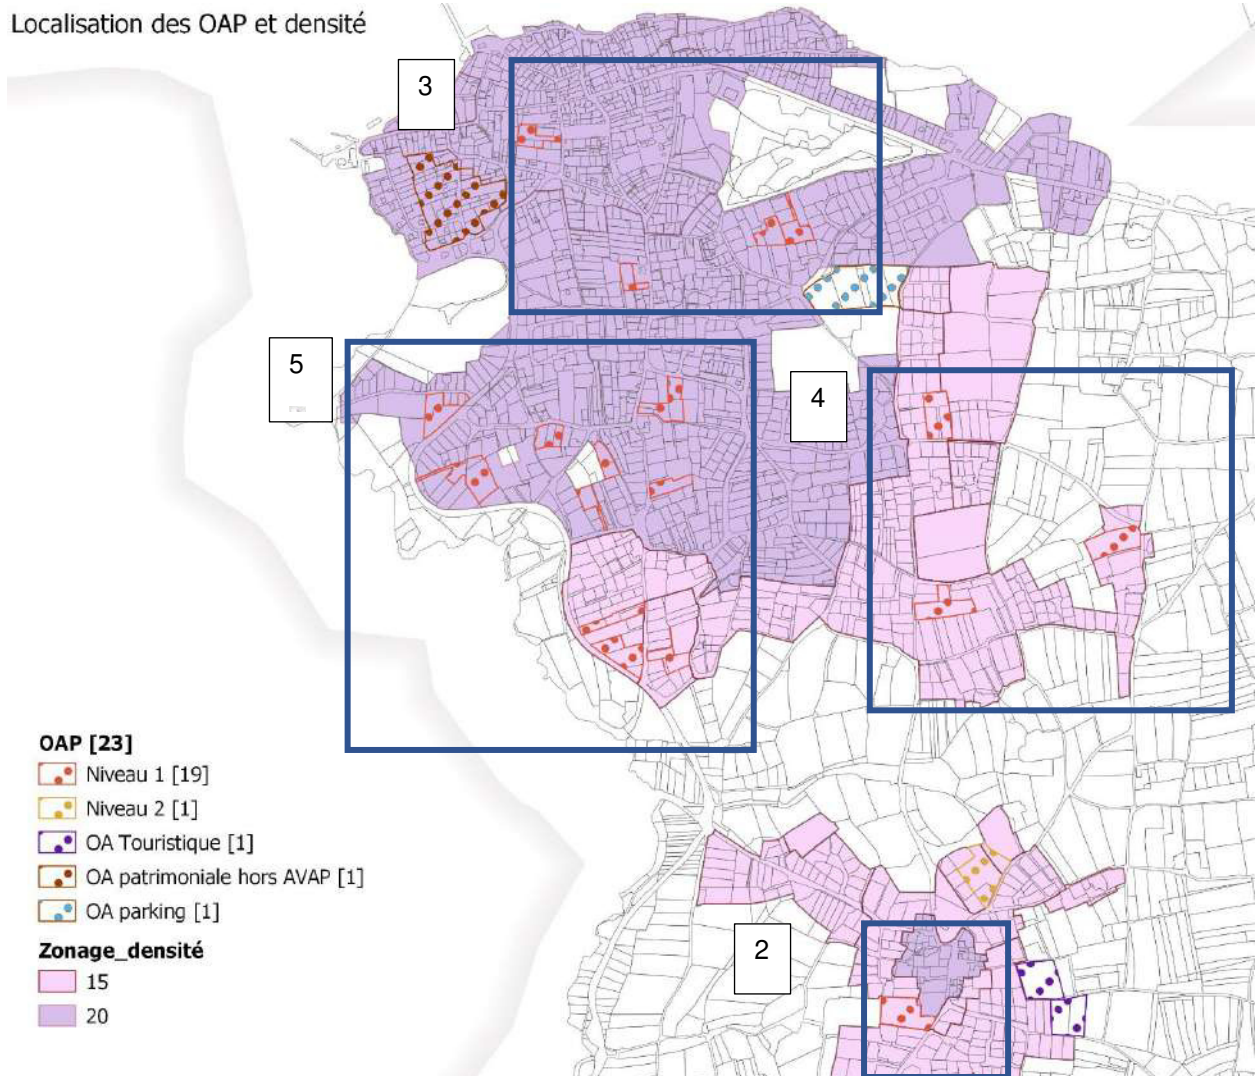 Localisation des OAP et densité
3
5
4
OAP [23]
Niveau 1 [19]
Niveau 2 [1]
OA Touristique [1]
OA patrimoniale hors AVAP [1]
OA parking [1]
Zonage_densité
15
20
2